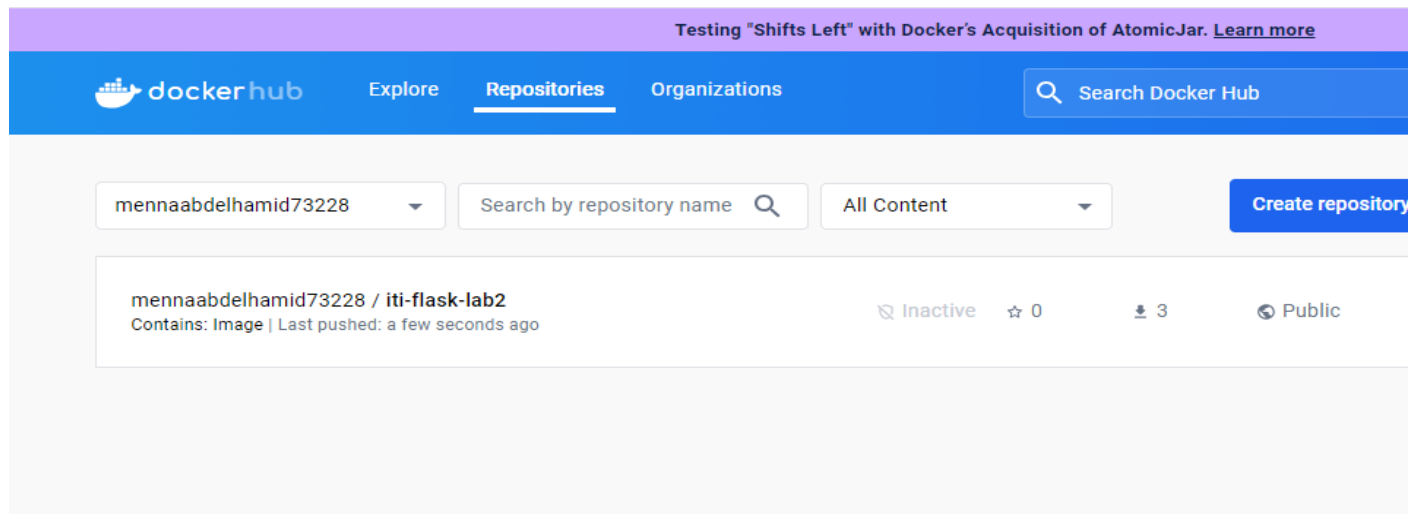 Testing "Shifts Left" with Docker's Acquisition of AtomicJar. Learn more
dockerhub Explore Repositories Organizations Search Docker Hub
mennaabdelhamid73228 Search by repository name All Content Create repository
mennaabdelhamid73228 / iti-flask-lab2
Inactive 0 3 Public
Contains: Image | Last pushed: a few seconds ago